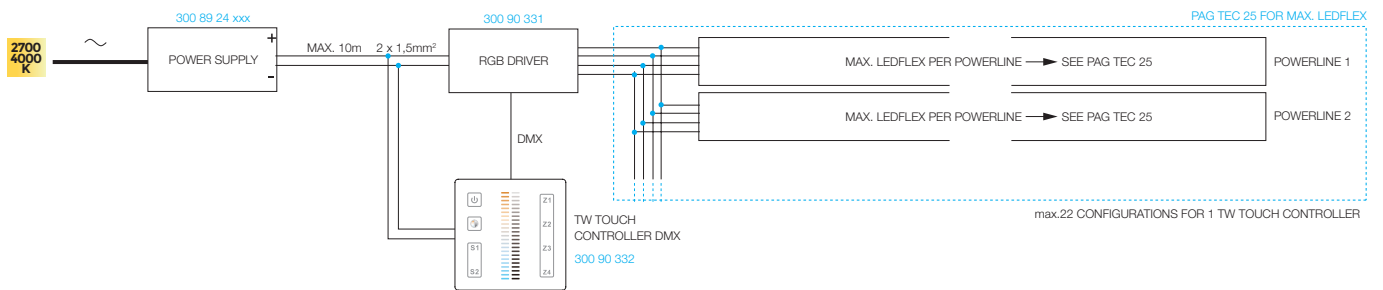 300 89 24 xxx
300 90 331
PAG TEC 25 FOR MAX. LEDFLEX
2700
4000
K
+
-
POWER SUPPLY
MAX. 10m 2 x 1,5mm²
RGB DRIVER
MAX. LEDFLEX PER POWERLINE
SEE PAG TEC 25
POWERLINE 1
MAX. LEDFLEX PER POWERLINE
SEE PAG TEC 25
POWERLINE 2
DMX
S1
S2
Z1
Z2
Z3
Z4
TW TOUCH
CONTROLLER DMX
300 90 332
max.22 CONFIGURATIONS FOR 1 TW TOUCH CONTROLLER